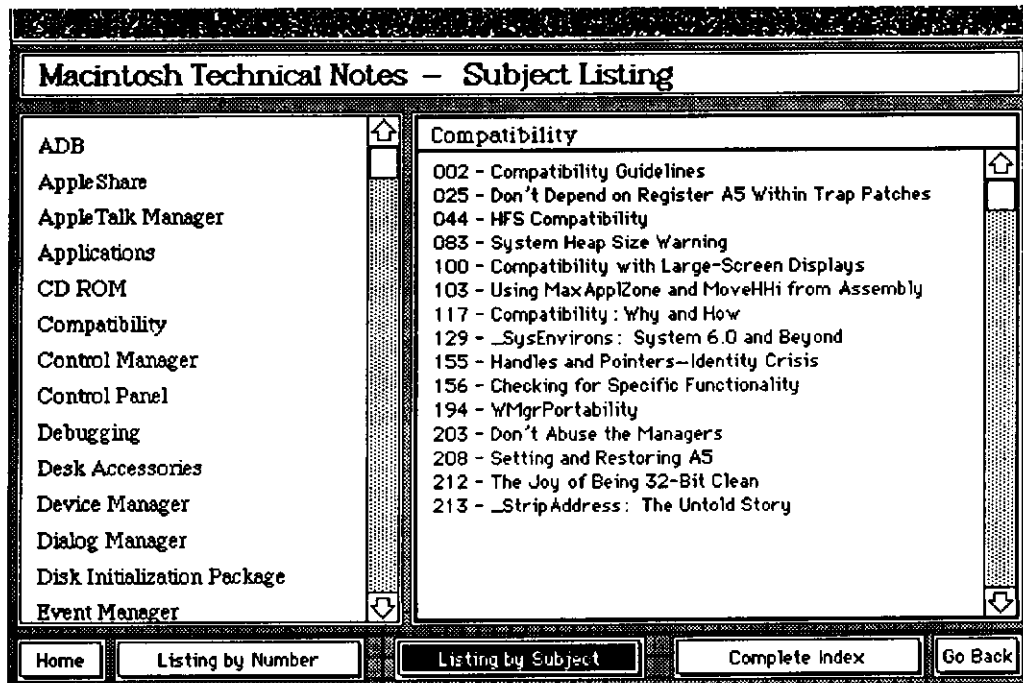 Macintosh Technical Notes – Subject Listing
ADB
AppleShare
AppleTalk Manager
Applications
CD ROM
Compatibility
Control Manager
Control Panel
Debugging
Desk Accessories
Device Manager
Dialog Manager
Disk Initialization Package
Event Manager
Compatibility
002 - Compatibility Guidelines
025 - Don't Depend on Register A5 Within Trap Patches
044 - HFS Compatibility
083 - System Heap Size Warning
100 - Compatibility with Large-Screen Displays
103 - Using MaxApplZone and MoveHHi from Assembly
117 - Compatibility : Why and How
129 - _SysEnvirons : System 6.0 and Beyond
155 - Handles and Pointers—Identity Crisis
156 - Checking for Specific Functionality
194 - WMgrPortability
203 - Don't Abuse the Managers
208 - Setting and Restoring A5
212 - The Joy of Being 32-Bit Clean
213 - _StripAddress : The Untold Story
Home
Listing by Number
Listing by Subject
Complete Index
Go Back